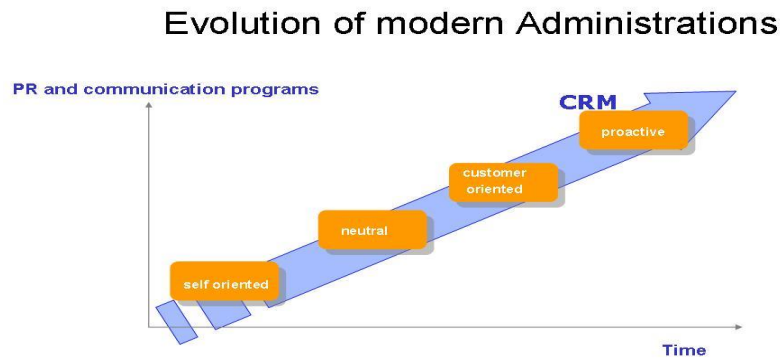 Evolution of modern Administrations
PR and communication programs
CRM
proactive
customer
oriented
neutral
self oriented
Time